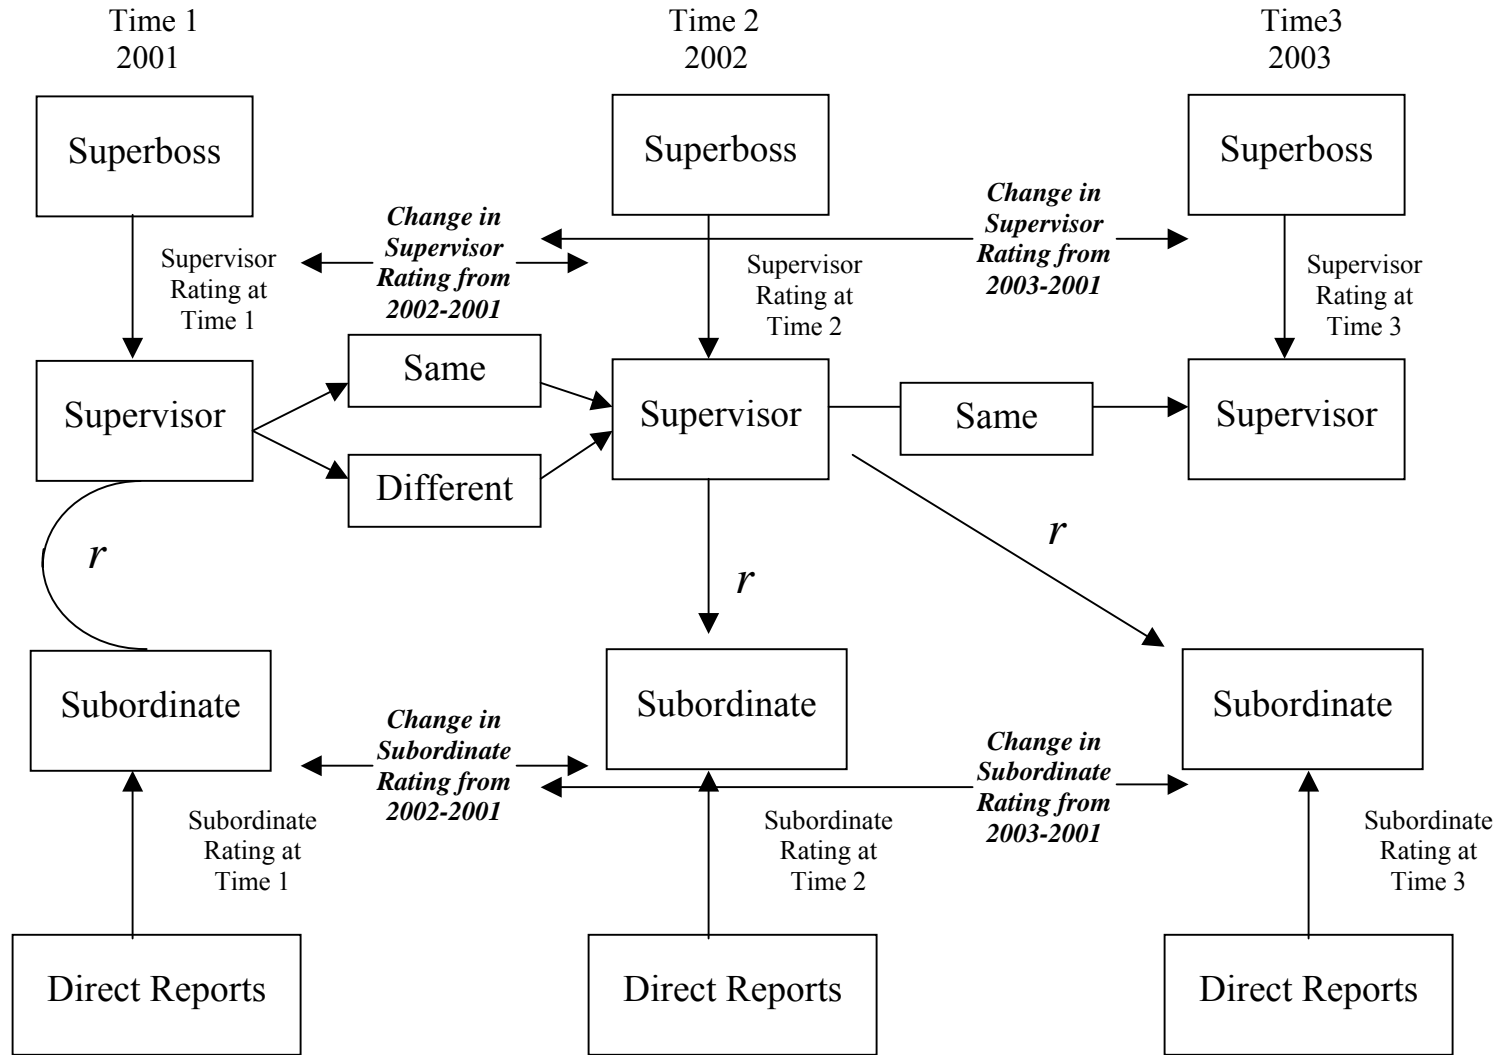 Time 1
2001
Time 2
2002
Time3
2003
Superboss
Superboss
Superboss
Change in
Supervisor
Rating from
2002-2001
Change in
Supervisor
Rating from
2003-2001
Supervisor
Rating at
Time 1
Supervisor
Rating at
Time 2
Supervisor
Rating at
Time 3
Supervisor
Same
Different
Supervisor
Same
Supervisor
r
r
r
Subordinate
Subordinate
Subordinate
Change in
Subordinate
Rating from
2002-2001
Change in
Subordinate
Rating from
2003-2001
Subordinate
Rating at
Time 1
Subordinate
Rating at
Time 2
Subordinate
Rating at
Time 3
Direct Reports
Direct Reports
Direct Reports